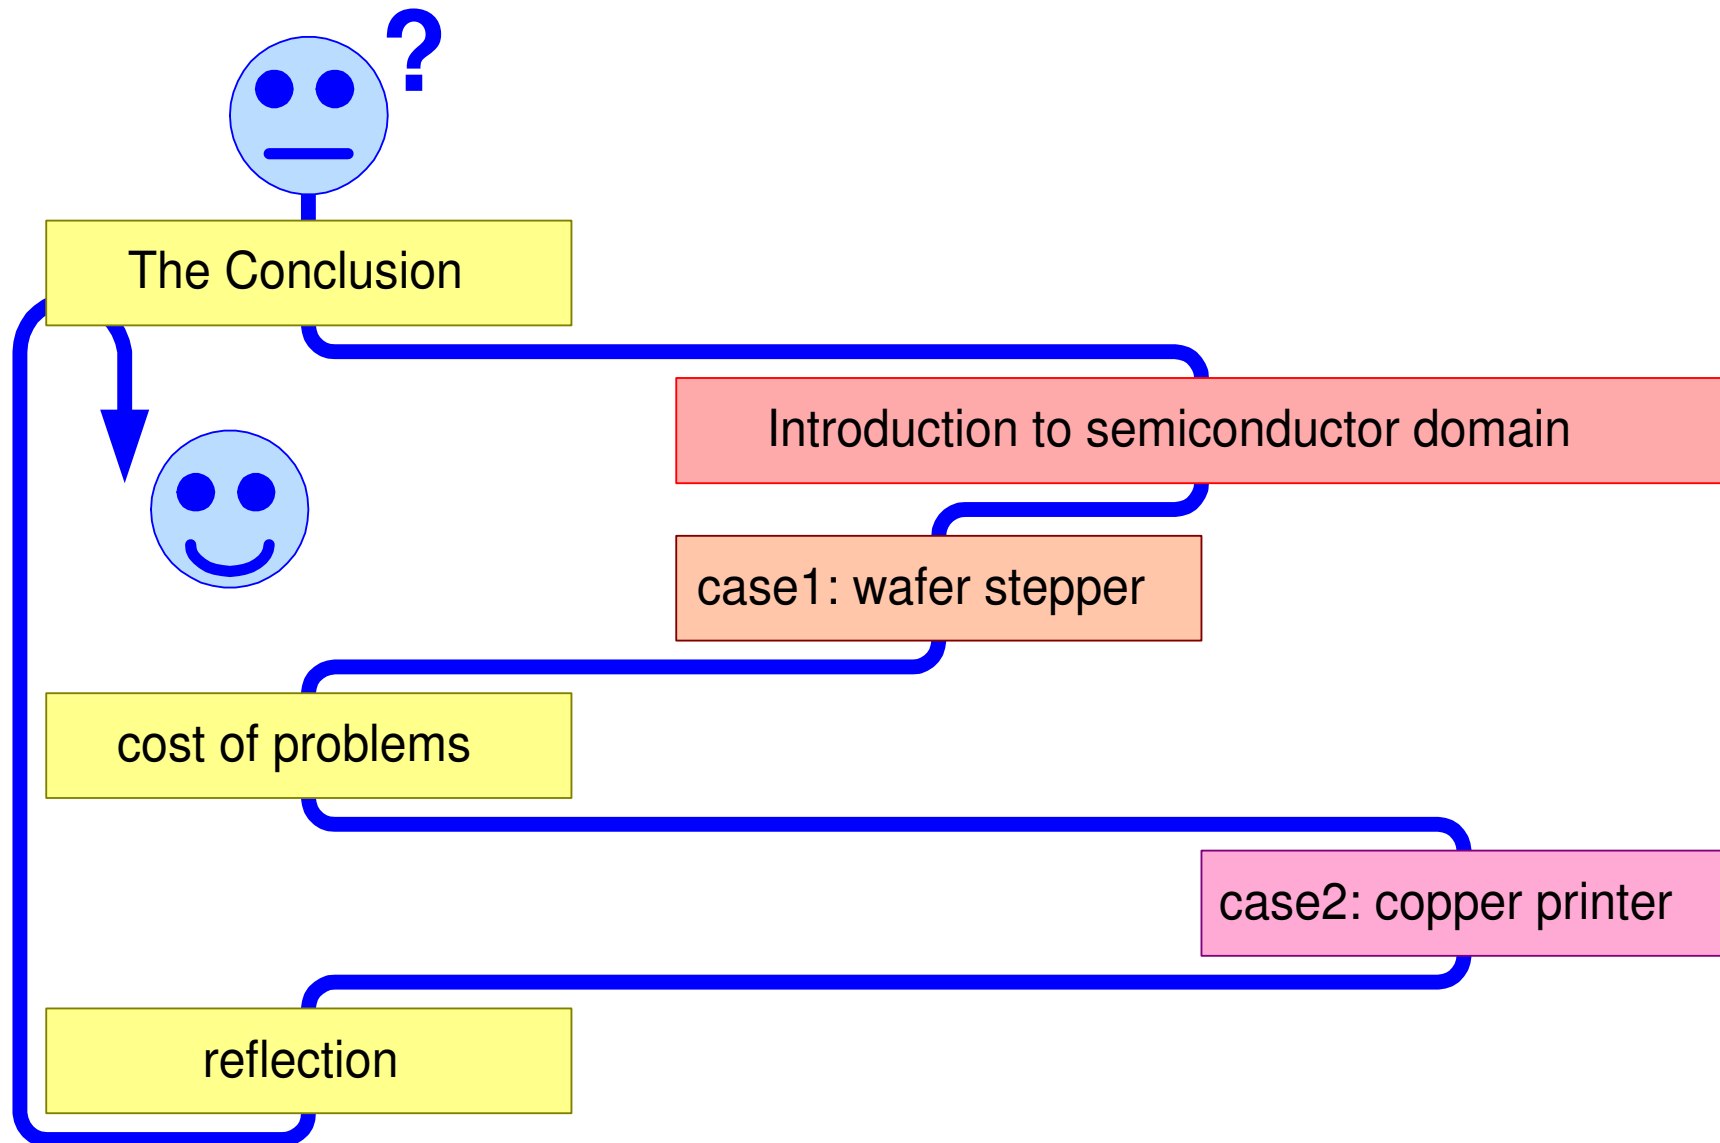 ?
The Conclusion
Introduction to semiconductor domain
case1: wafer stepper
cost of problems
case2: copper printer
reflection